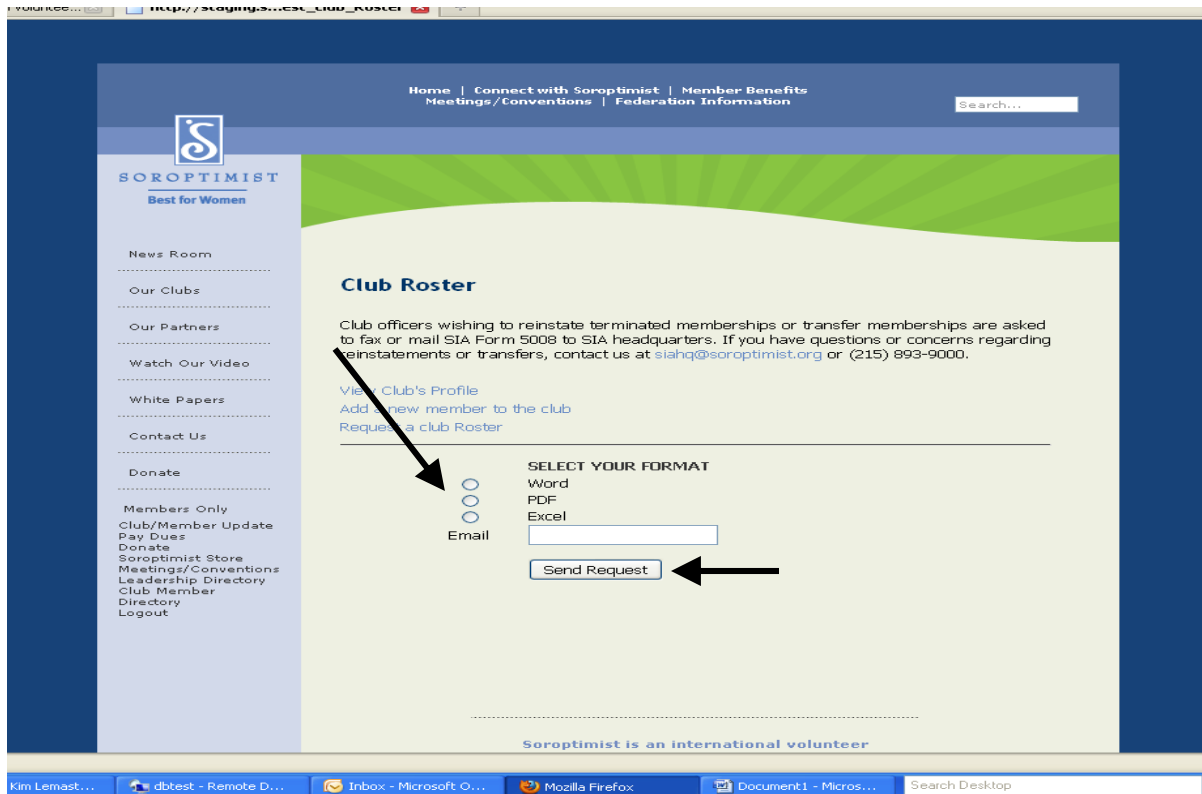 http://staging.s...est_Club_Roster
Home | Connect with Soroptimist | Member Benefits
Meetings/Conventions | Federation Information
Search...
S
SOROPTIMIST
Best for Women
News Room
Our Clubs
Our Partners
Watch Our Video
White Papers
Contact Us
Donate
Members Only
Club/Member Update
Pay Dues
Donate
Soroptimist Store
Meetings/Conventions
Leadership Directory
Club Member
Directory
Logout
Club Roster
Club officers wishing to reinstate terminated memberships or transfer memberships are asked
to fax or mail SIA Form 5008 to SIA headquarters. If you have questions or concerns regarding
reinstatements or transfers, contact us at siahq@soroptimist.org or (215) 893-9000.
View Club's Profile
Add a new member to the club
Request a club Roster
SELECT YOUR FORMAT
Word
PDF
Excel
Email
Send Request
Soroptimist is an international volunteer
Kim Lemast...
dbtest - Remote D...
Inbox - Microsoft O...
Mozilla Firefox
Document1 - Micros...
Search Desktop